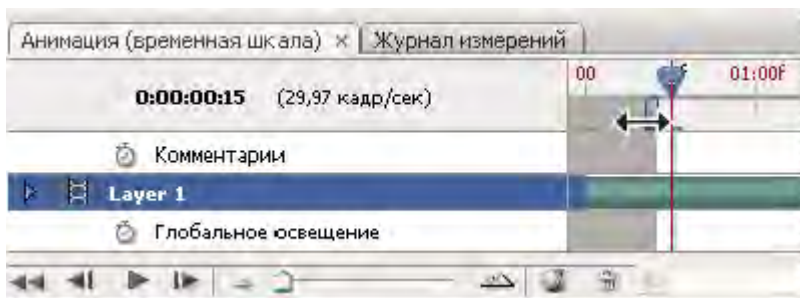 Анимация (временная шкала) × Журнал измерений
00 f 01:00f
0:00:00:15 (29,97 кадр/сек)
Комментарии
Layer 1
Глобальное освещение